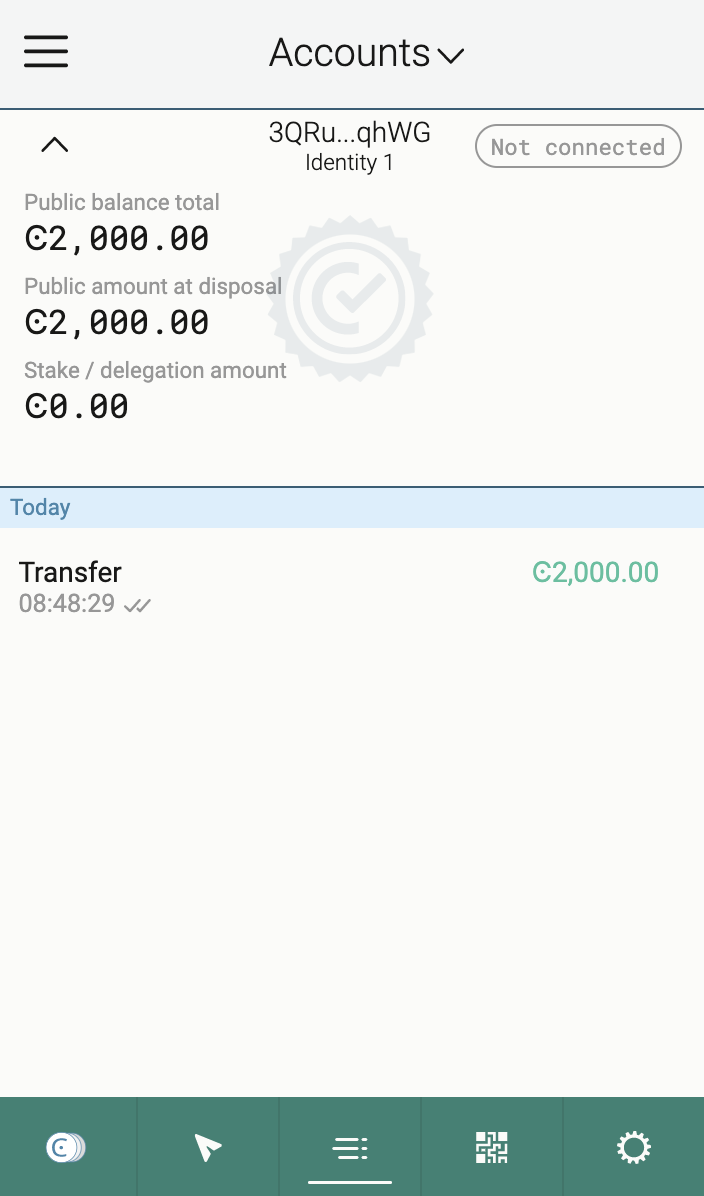 Accounts
3QRu...qhWG
Identity 1
Not connected
Public balance total
Ͼ2,000.00
Public amount at disposal
Ͼ2,000.00
Stake / delegation amount
Ͼ0.00
Today
Transfer
Ͼ2,000.00
08:48:29